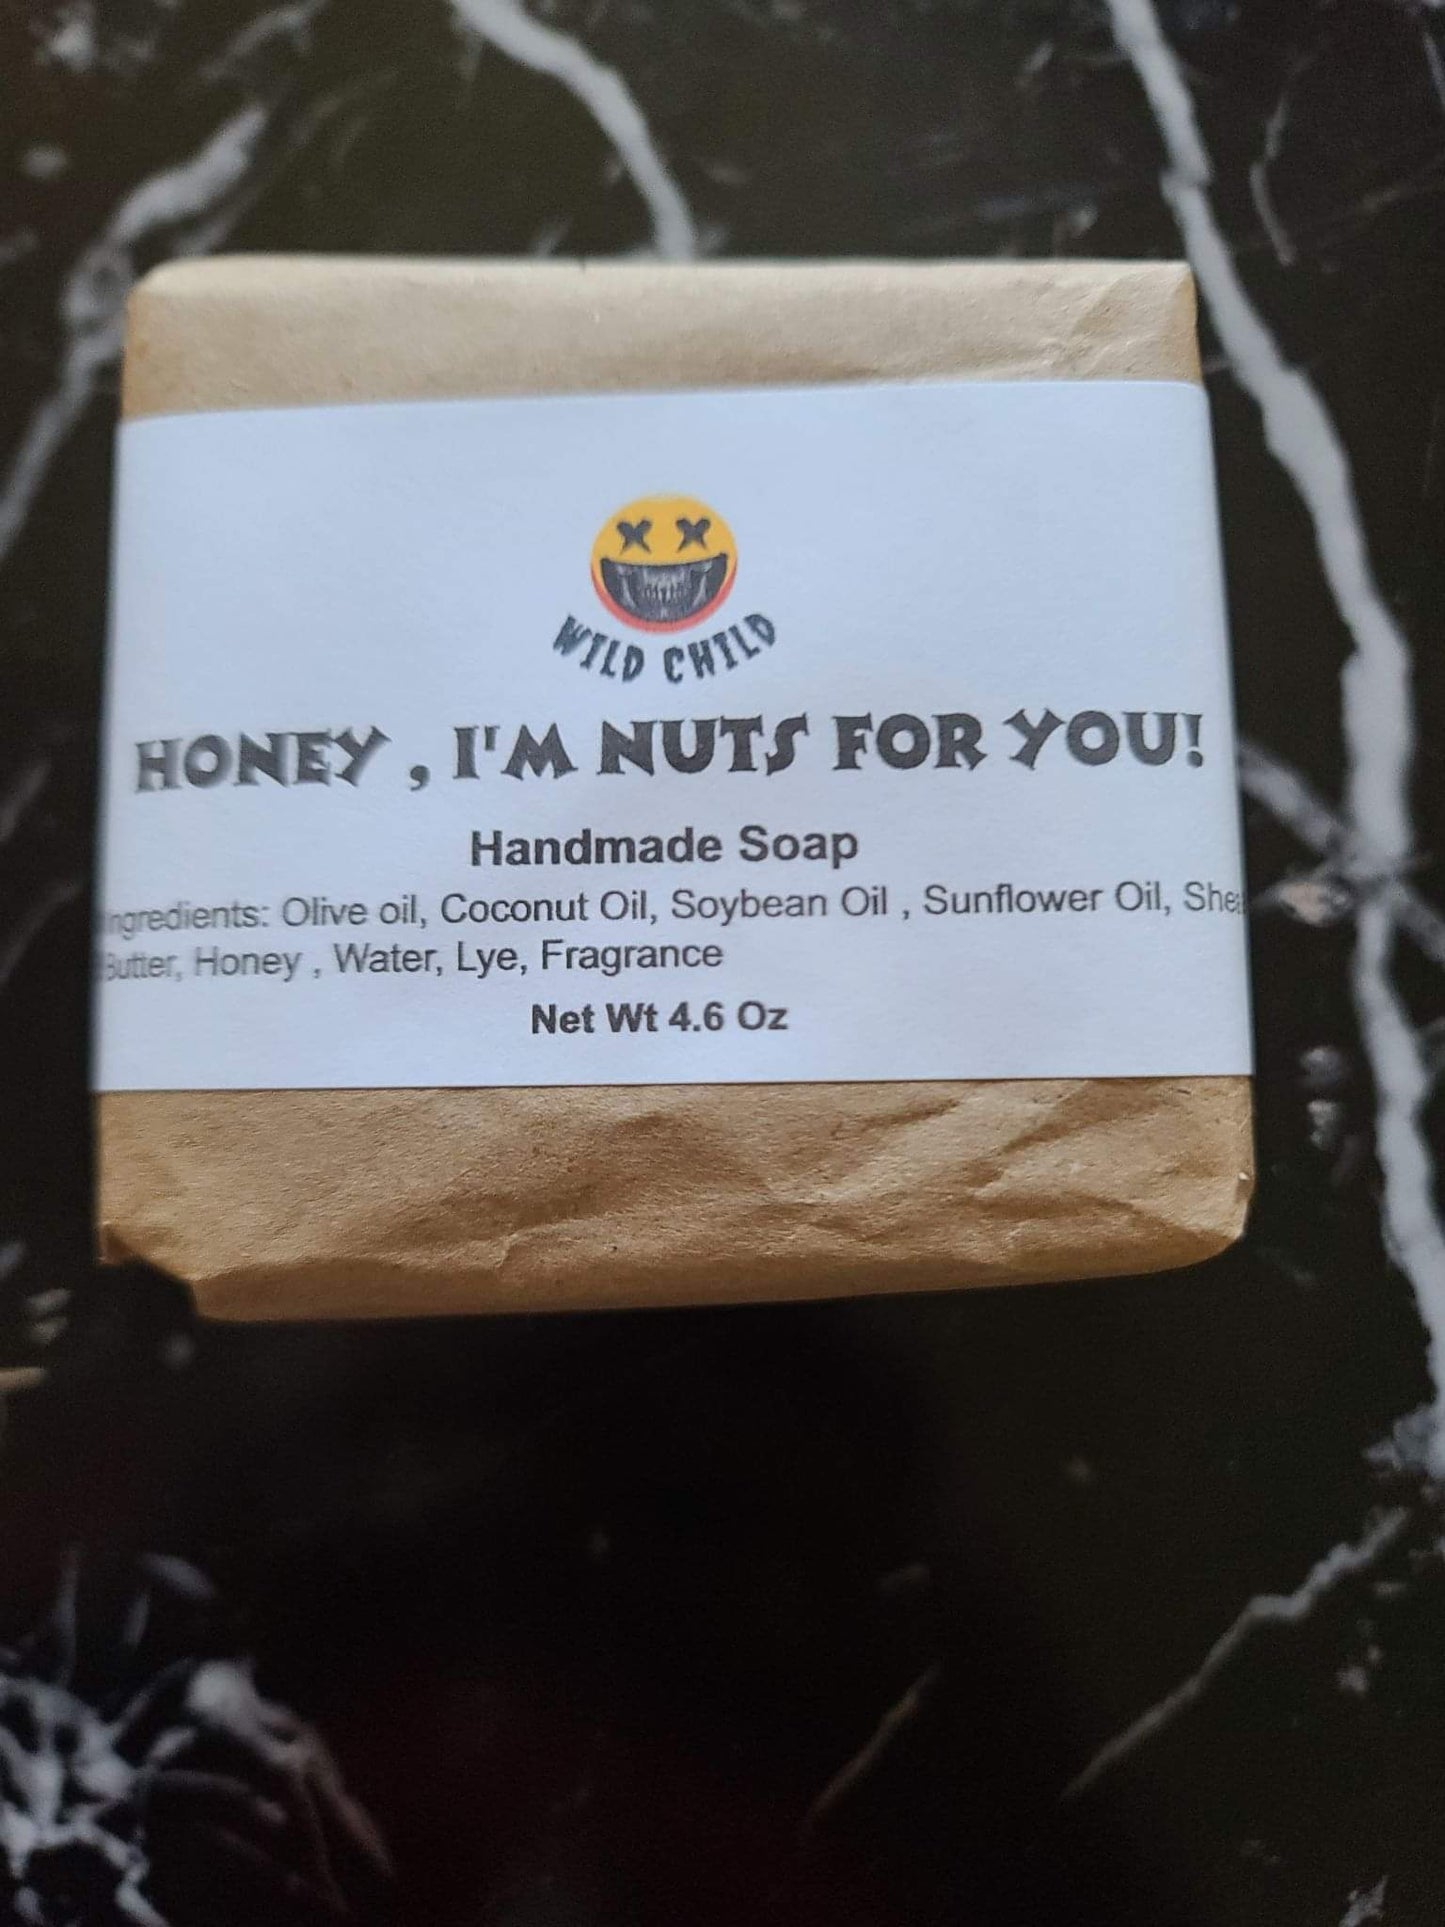 WILD CHILD
HONEY , I'M NUTS FOR YOU!
Handmade Soap
ngredients: Olive oil, Coconut Oil, Soybean Oil , Sunflower Oil, Shea
Butter, Honey , Water, Lye, Fragrance
Net Wt 4.6 Oz